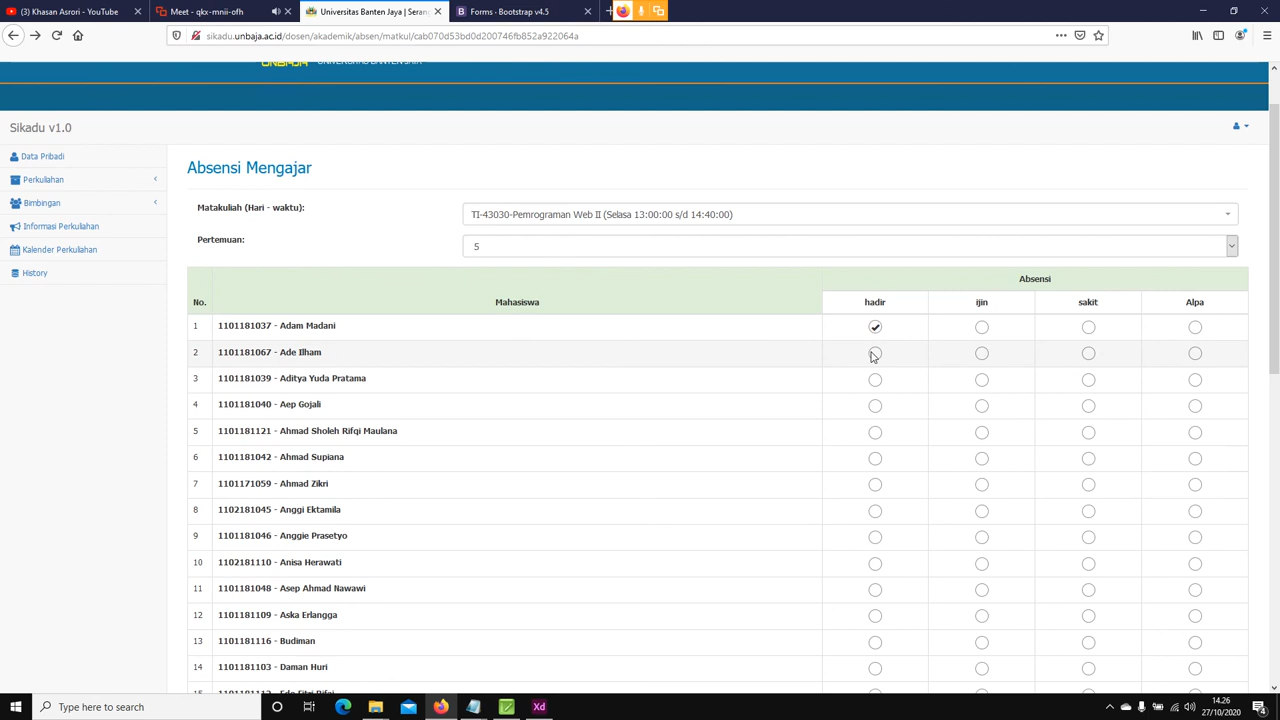 Khasan Asrori - YouTube
Meet - qkx-mnii-ofh
Universitas Banten Jaya | Seran
Forms · Bootstrap v4.5
sikadu.unbaja.ac.id/dosen/akademik/absen/matkul/cab070d53bd0d200746fb852a922064a
Sikadu v1.0
Data Pribadi
Perkuliahan
Bimbingan
Informasi Perkuliahan
Kalender Perkuliahan
History
Absensi Mengajar
Matakuliah (Hari - waktu):
TI-43030-Pemrograman Web II (Selasa 13:00:00 s/d 14:40:00)
Pertemuan:
5
No. Mahasiswa Absensi
hadir ijin sakit Alpa
1 1101181037 - Adam Madani
2 1101181067 - Ade Ilham
3 1101181039 - Aditya Yuda Pratama
4 1101181040 - Aep Gojali
5 1101181121 - Ahmad Sholeh Rifqi Maulana
6 1101181042 - Ahmad Supiana
7 1101171059 - Ahmad Zikri
8 1102181045 - Anggi Ektamila
9 1101181046 - Anggie Prasetyo
10 1102181110 - Anisa Herawati
11 1101181048 - Asep Ahmad Nawawi
12 1101181109 - Aska Erlangga
13 1101181116 - Budiman
14 1101181103 - Daman Huri
Type here to search
Xd
14.26
27/10/2020
4